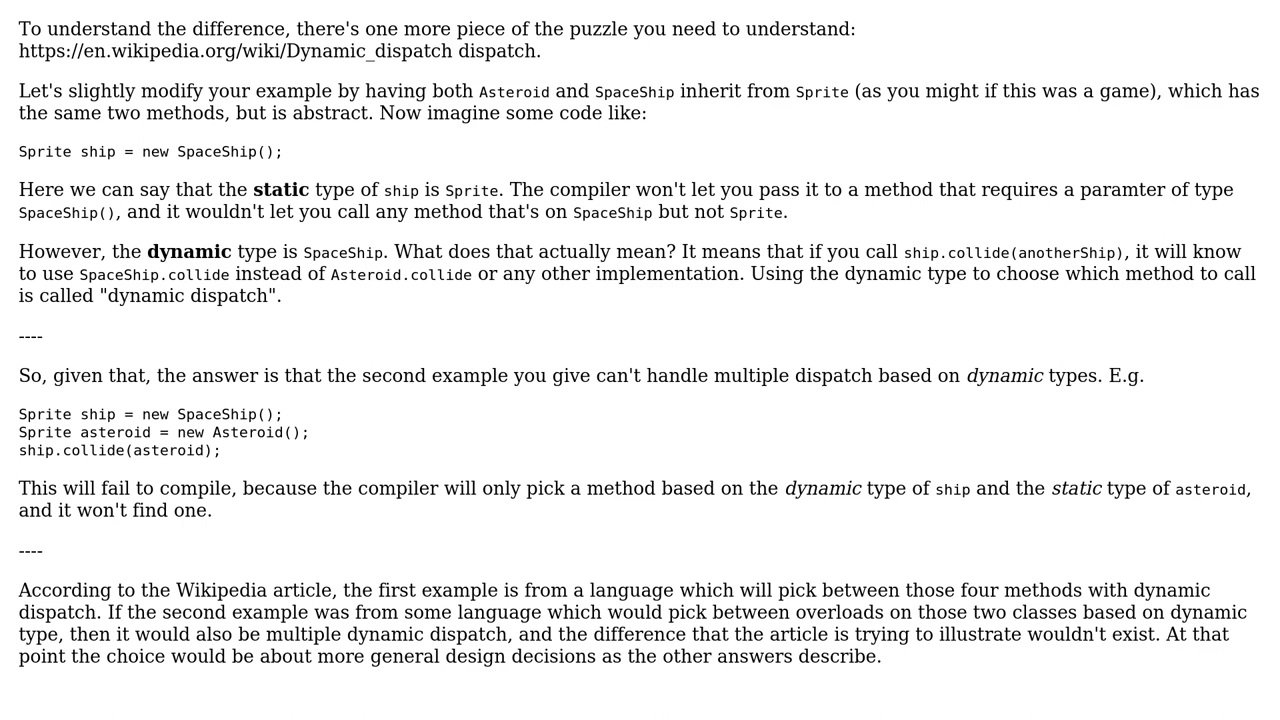 To understand the difference, there's one more piece of the puzzle you need to understand:
https://en.wikipedia.org/wiki/Dynamic_dispatch dispatch.
Let's slightly modify your example by having both Asteroid and SpaceShip inherit from Sprite (as you might if this was a game), which has
the same two methods, but is abstract. Now imagine some code like:
Sprite ship = new SpaceShip();
Here we can say that the static type of ship is Sprite. The compiler won't let you pass it to a method that requires a paramter of type
SpaceShip(), and it wouldn't let you call any method that's on SpaceShip but not Sprite.
However, the dynamic type is SpaceShip. What does that actually mean? It means that if you call ship.collide(anotherShip), it will know
to use SpaceShip.collide instead of Asteroid.collide or any other implementation. Using the dynamic type to choose which method to call
is called "dynamic dispatch".
----
So, given that, the answer is that the second example you give can't handle multiple dispatch based on dynamic types. E.g.
Sprite ship = new SpaceShip();
Sprite asteroid = new Asteroid();
ship.collide(asteroid);
This will fail to compile, because the compiler will only pick a method based on the dynamic type of ship and the static type of asteroid,
and it won't find one.
----
According to the Wikipedia article, the first example is from a language which will pick between those four methods with dynamic
dispatch. If the second example was from some language which would pick between overloads on those two classes based on dynamic
type, then it would also be multiple dynamic dispatch, and the difference that the article is trying to illustrate wouldn't exist. At that
point the choice would be about more general design decisions as the other answers describe.